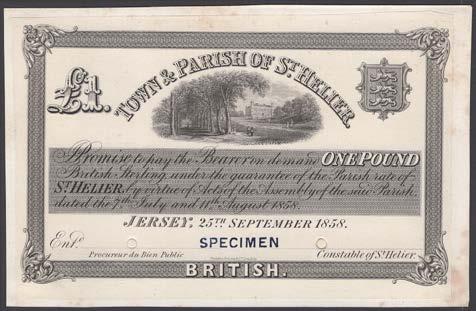 £1.
TOWN & PARISH OF ST HELIER.
Promise to pay the Bearer on demand ONE POUND
British Sterling under the guarantee of the Parish rate of
ST HELIER, by virtue of Acts of the Assembly of the said Parish
dated the 7th July and 11th August 1858.
JERSEY, 25TH SEPTEMBER 1858.
Entd.
SPECIMEN
Procureur du Bien Public
Constable of St Helier.
BRITISH.